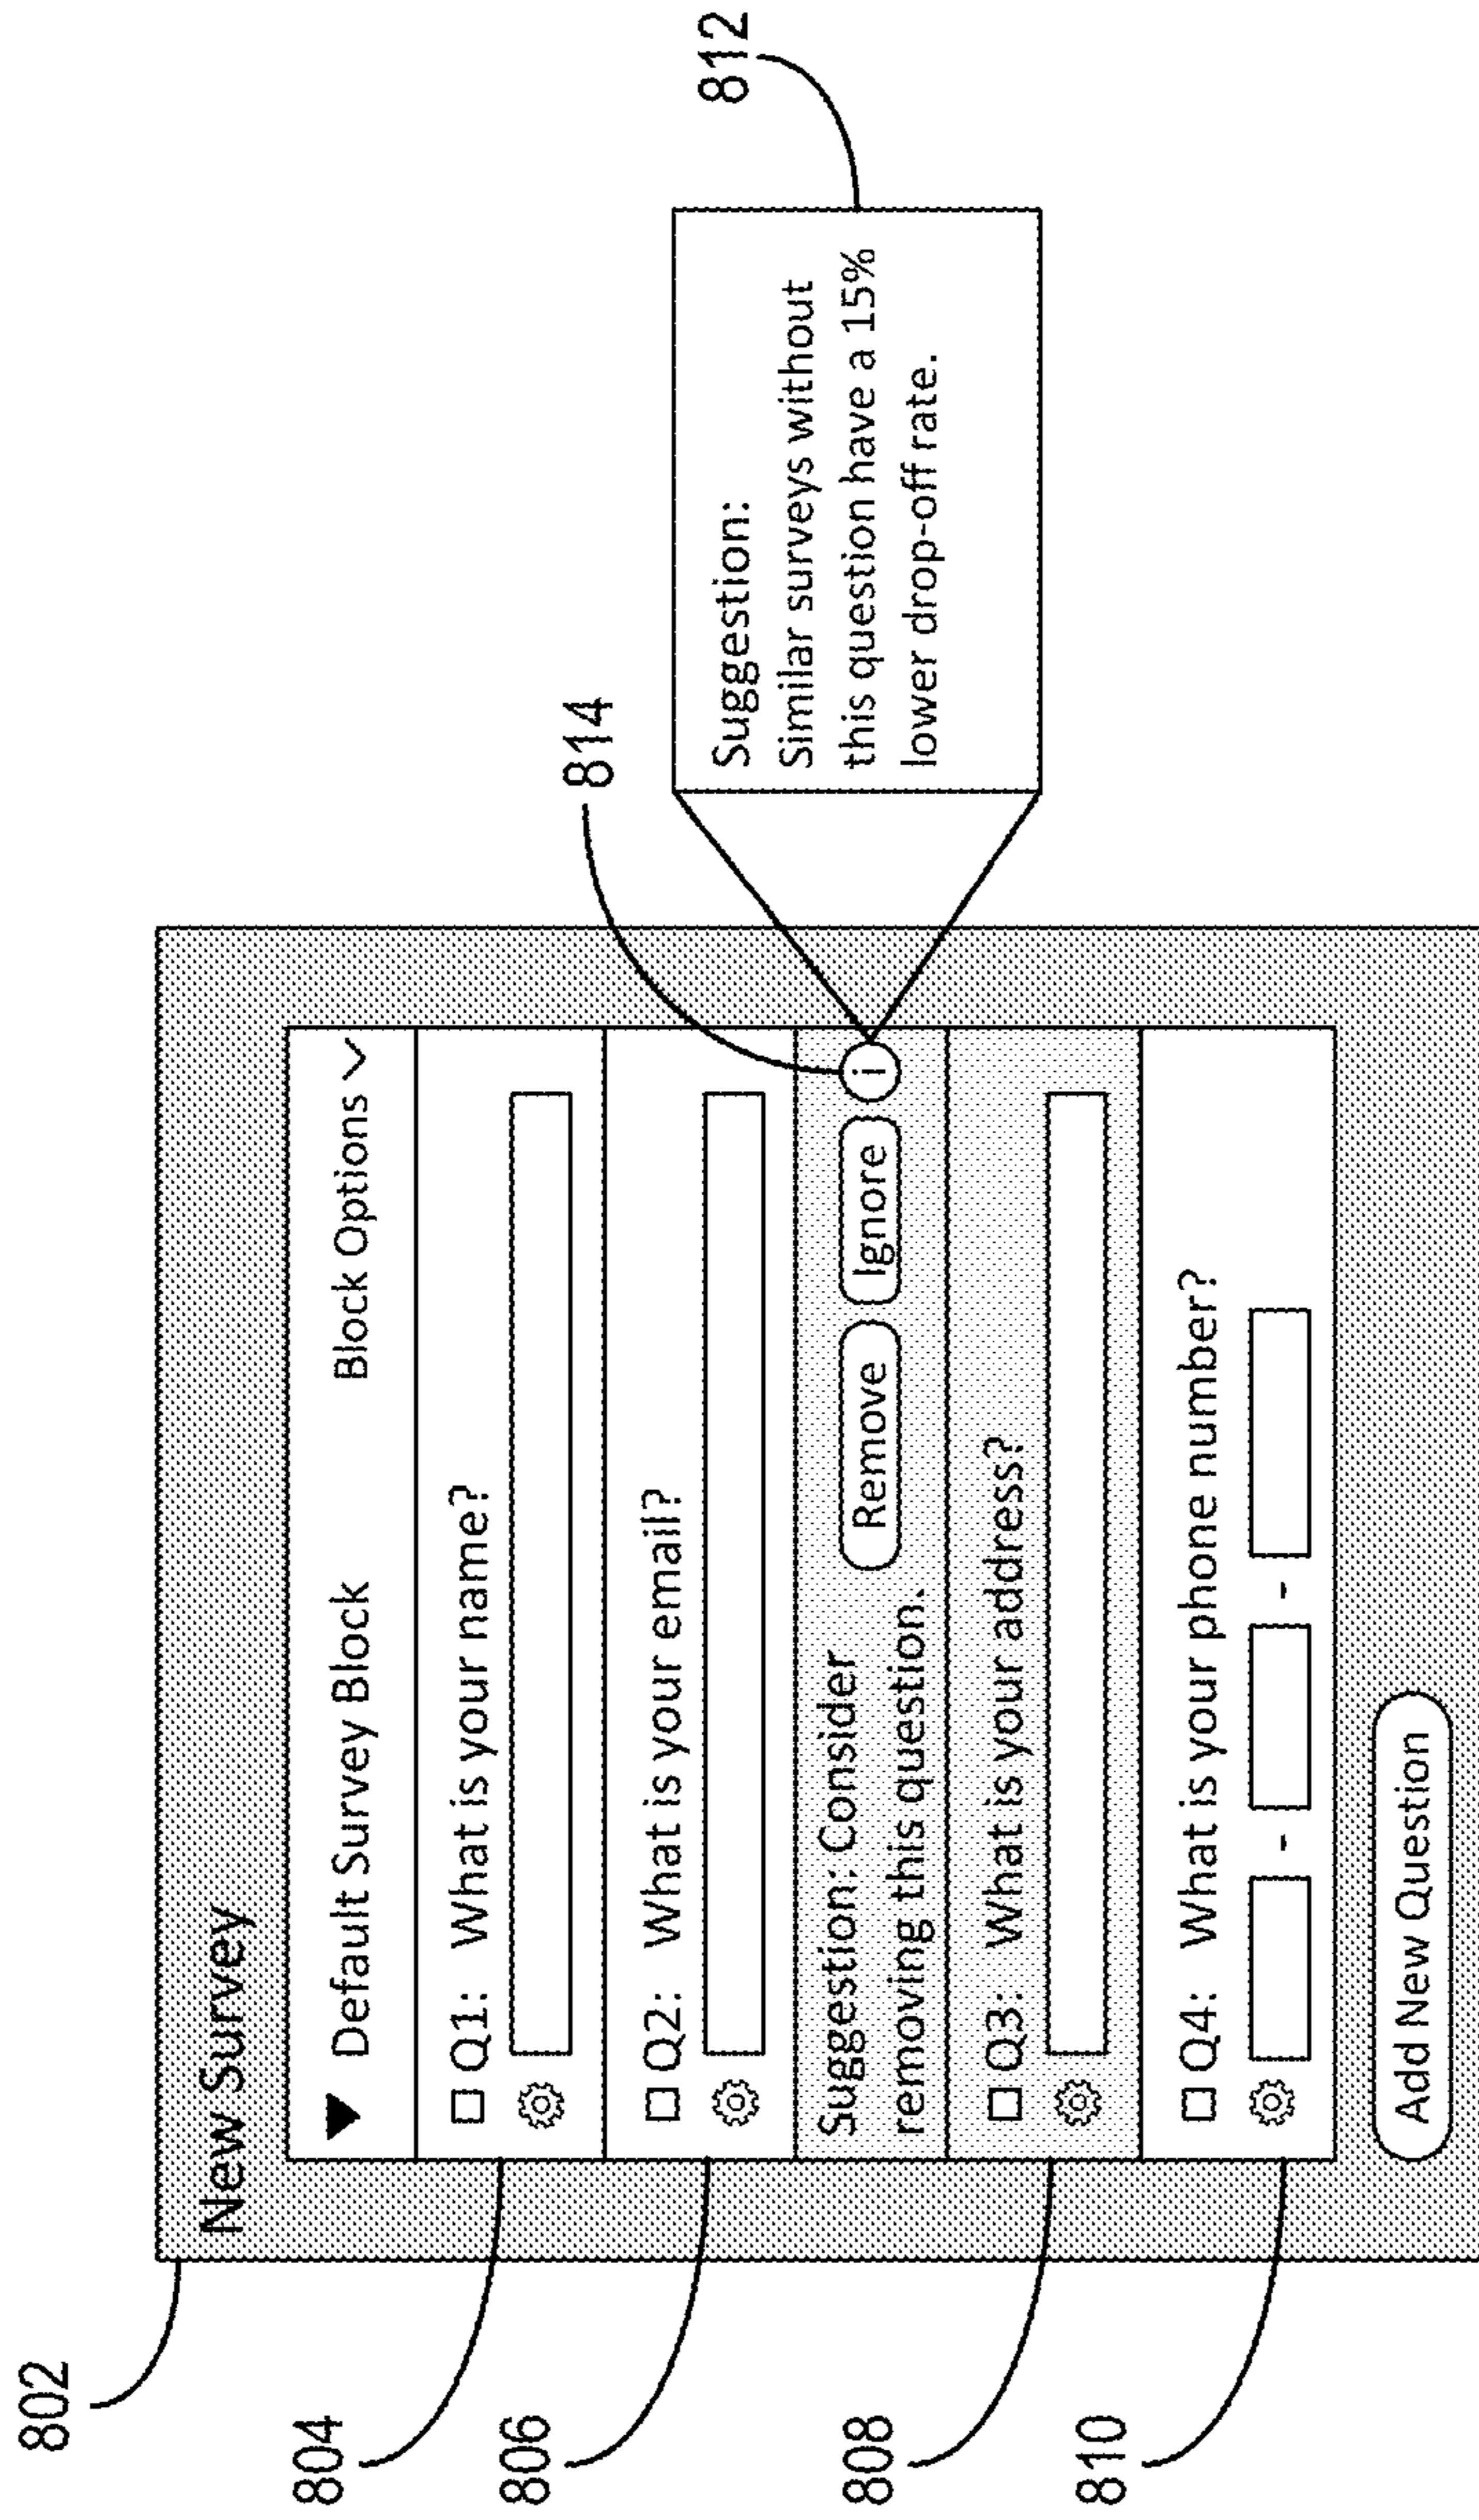 802
New Survey
Default Survey Block Block Options
804
Q1: What is your name?
806
Q2: What is your email?
814
Suggestion: Consider
removing this question.
Remove Ignore i
812
Suggestion:
Similar surveys without
this question have a 15%
lower drop-off rate.
808
Q3: What is your address?
810
Q4: What is your phone number?
- -
Add New Question